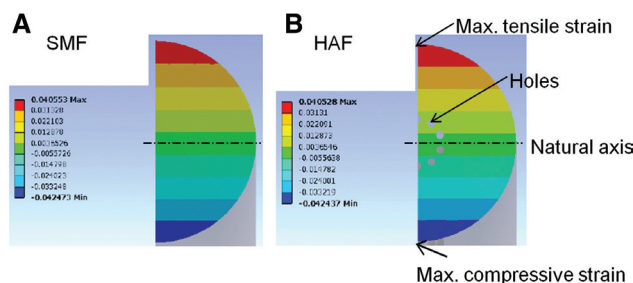 A
SMF
B
HAF
Max. tensile strain
Holes
Natural axis
Max. compressive strain
0.040553 Max
0.031328
0.022103
0.012878
0.0036526
-0.0055726
-0.014798
-0.024023
-0.033248
-0.042473 Min
0.040528 Max
0.03131
0.022091
0.012873
0.0036546
-0.0055638
-0.014782
-0.024001
-0.033219
-0.042437 Min